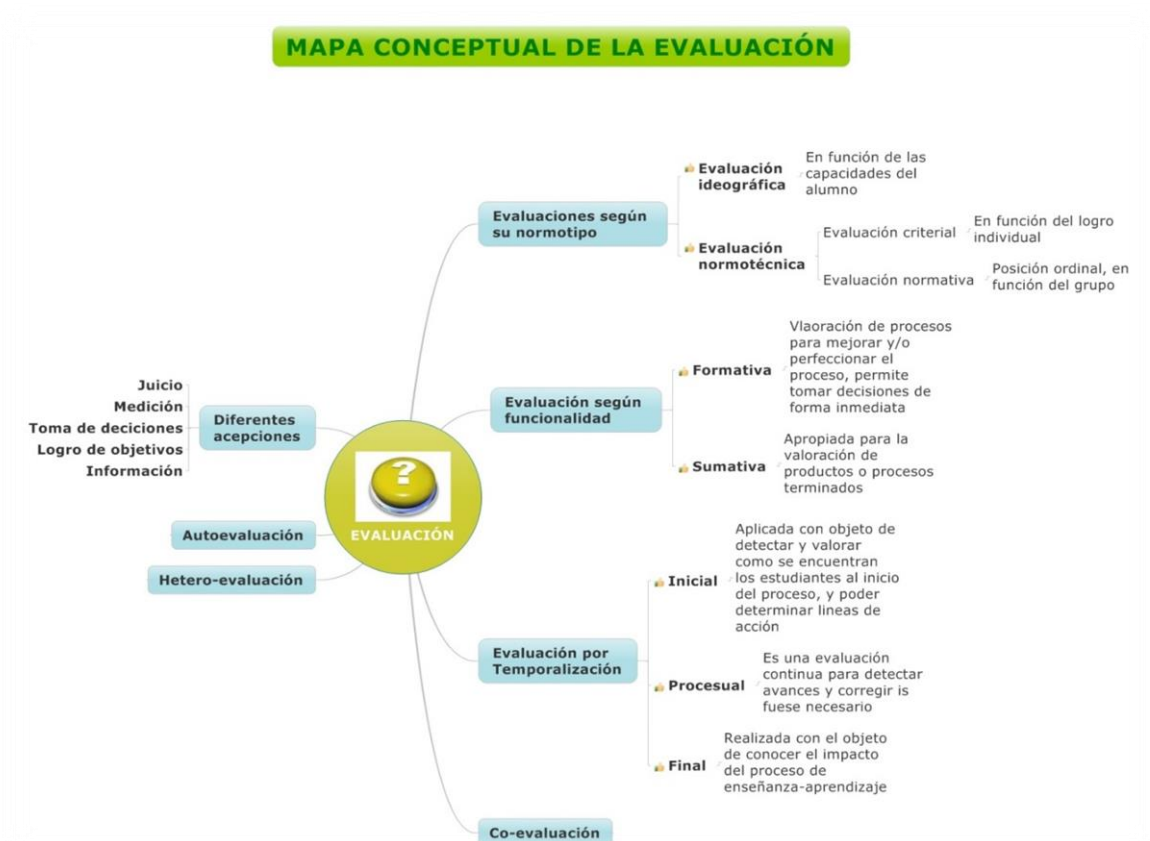 MAPA CONCEPTUAL DE LA EVALUACIÓN
Evaluaciones según
su normotipo
Evaluación
ideográfica
En función de las
capacidades del
alumno
Evaluación
normotécnica
Evaluación criterial
En función del logro
individual
Evaluación normativa
Posición ordinal, en
función del grupo
Evaluación según
funcionalidad
Formativa
Vlaoración de procesos
para mejorar y/o
perfeccionar el
proceso, permite
tomar decisiones de
forma inmediata
Sumativa
Apropiada para la
valoración de
productos o procesos
terminados
Diferentes
acepciones
Juicio
Medición
Toma de deciciones
Logro de objetivos
Información
?
EVALUACIÓN
Autoevaluación
Hetero-evaluación
Evaluación por
Temporalización
Inicial
Aplicada con objeto de
detectar y valorar
como se encuentran
los estudiantes al inicio
del proceso, y poder
determinar lineas de
acción
Procesual
Es una evaluación
continua para detectar
avances y corregir is
fuese necesario
Final
Realizada con el objeto
de conocer el impacto
del proceso de
enseñanza-aprendizaje
Co-evaluación